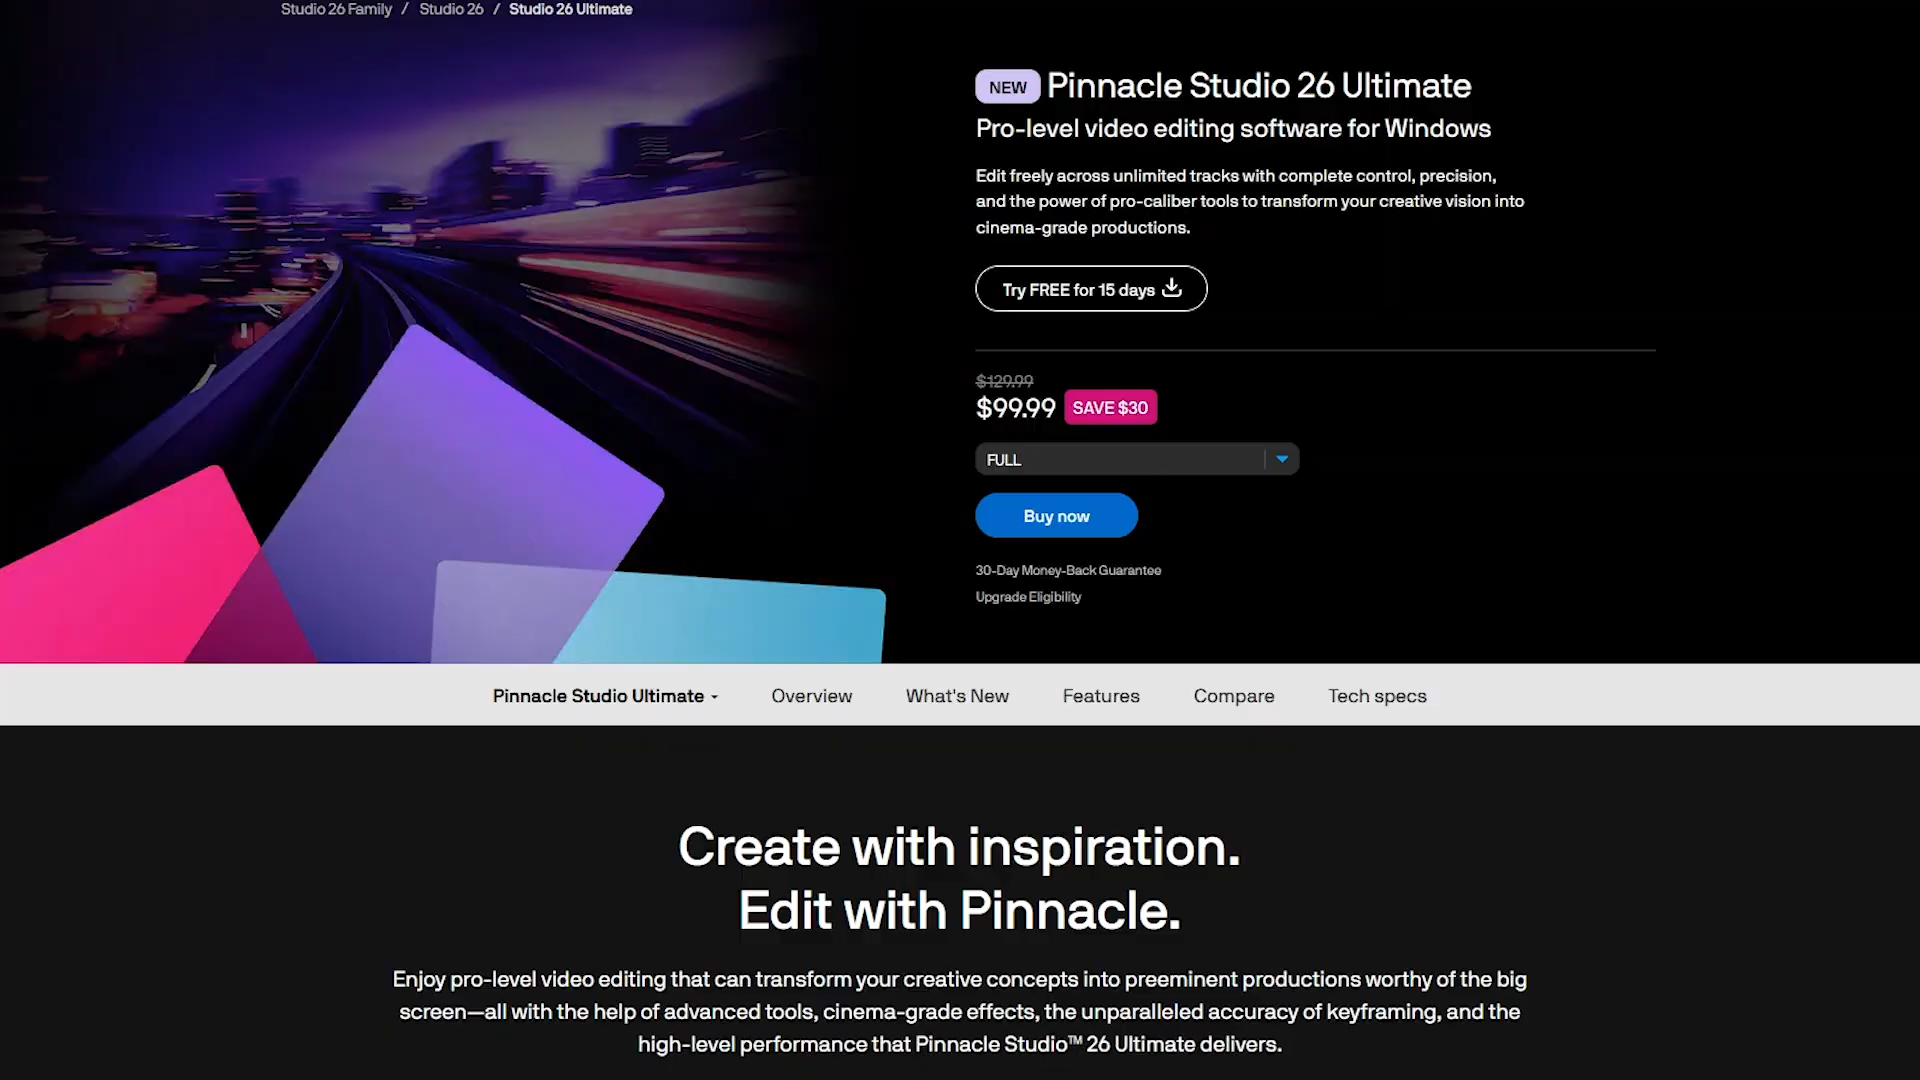 Studio 26 Family / Studio 26 / Studio 26 Ultimate
NEW Pinnacle Studio 26 Ultimate
Pro-level video editing software for Windows
Edit freely across unlimited tracks with complete control, precision,
and the power of pro-caliber tools to transform your creative vision into
cinema-grade productions.
Try FREE for 15 days
$129.99
$99.99 SAVE $30
FULL
Buy now
30-Day Money-Back Guarantee
Upgrade Eligibility
Pinnacle Studio Ultimate Overview What's New Features Compare Tech specs
Create with inspiration.
Edit with Pinnacle.
Enjoy pro-level video editing that can transform your creative concepts into preeminent productions worthy of the big
screen—all with the help of advanced tools, cinema-grade effects, the unparalleled accuracy of keyframing, and the
high-level performance that Pinnacle Studio™ 26 Ultimate delivers.